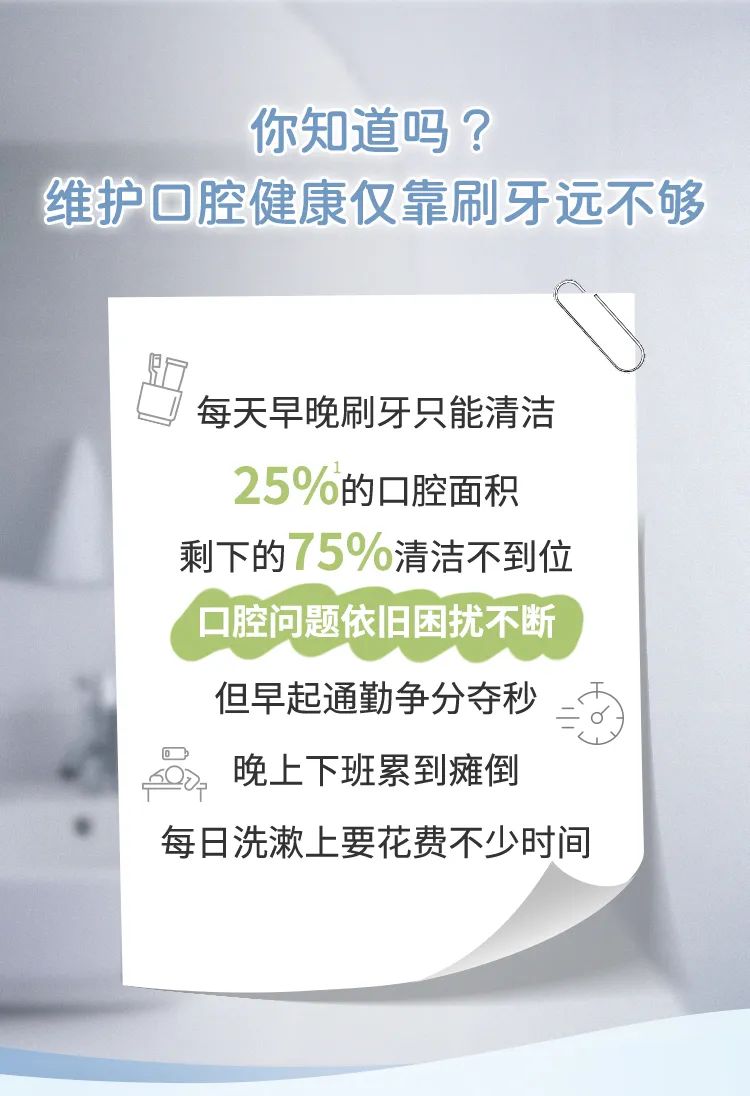 你知道吗？
维护口腔健康仅靠刷牙远不够
每天早晚刷牙只能清洁
25%¹的口腔面积
剩下的75%清洁不到位
口腔问题依旧困扰不断
但早起通勤争分夺秒
晚上下班累到瘫倒
每日洗漱上要花费不少时间